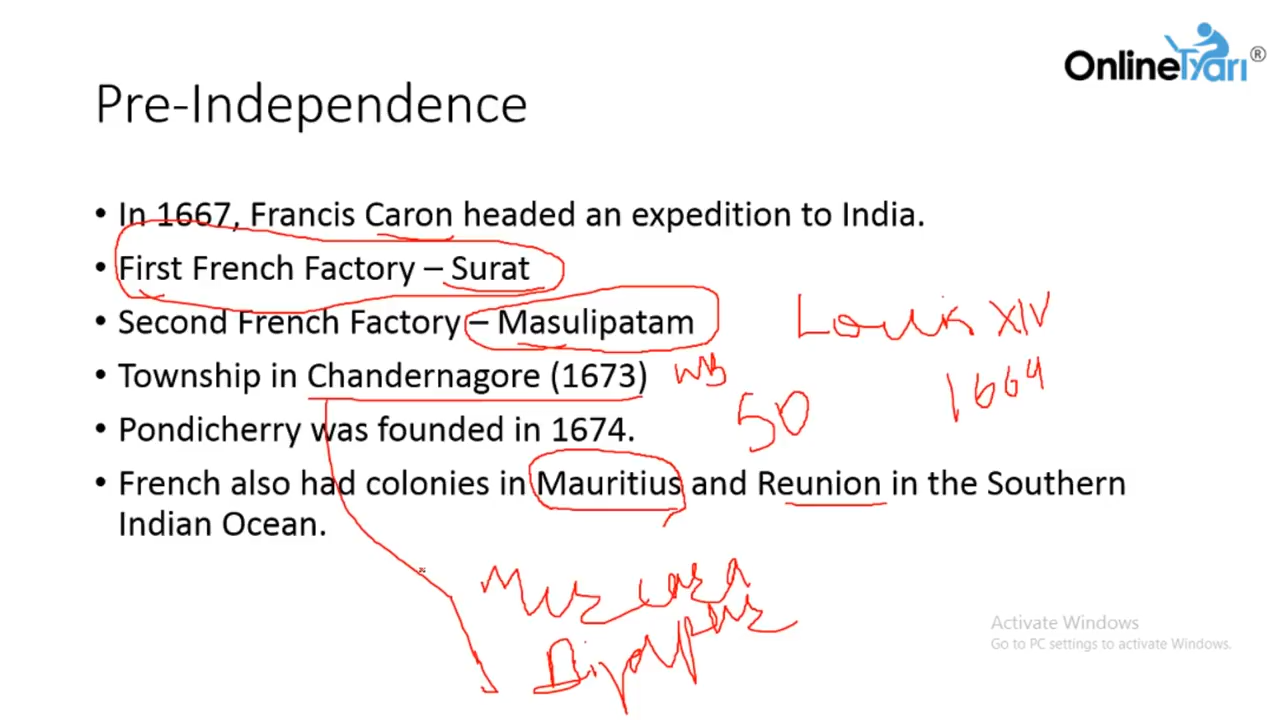 OnlineTyari ®
Pre-Independence
• In 1667, Francis Caron headed an expedition to India.
• First French Factory – Surat
• Second French Factory – Masulipatam
Louis XIV
• Township in Chandernagore (1673) WB
1664
50
• Pondicherry was founded in 1674.
• French also had colonies in Mauritius and Reunion in the Southern
Indian Ocean.
Bijapur
Activate Windows
Go to PC settings to activate Windows.